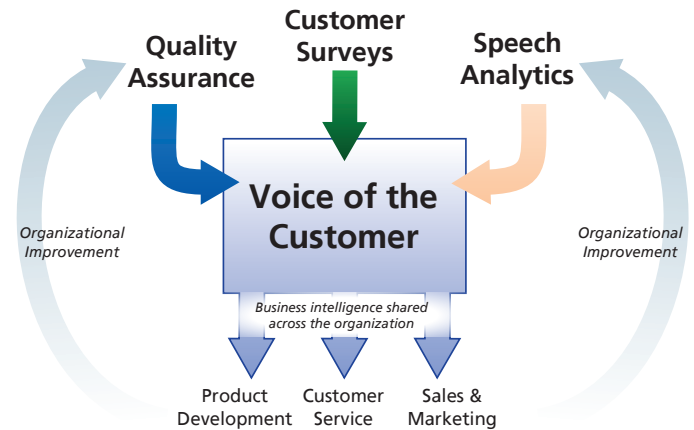 Quality
Assurance
Customer
Surveys
Speech
Analytics
Voice of the
Customer
Organizational
Improvement
Organizational
Improvement
Business intelligence shared
across the organization
Product
Development
Customer
Service
Sales &
Marketing